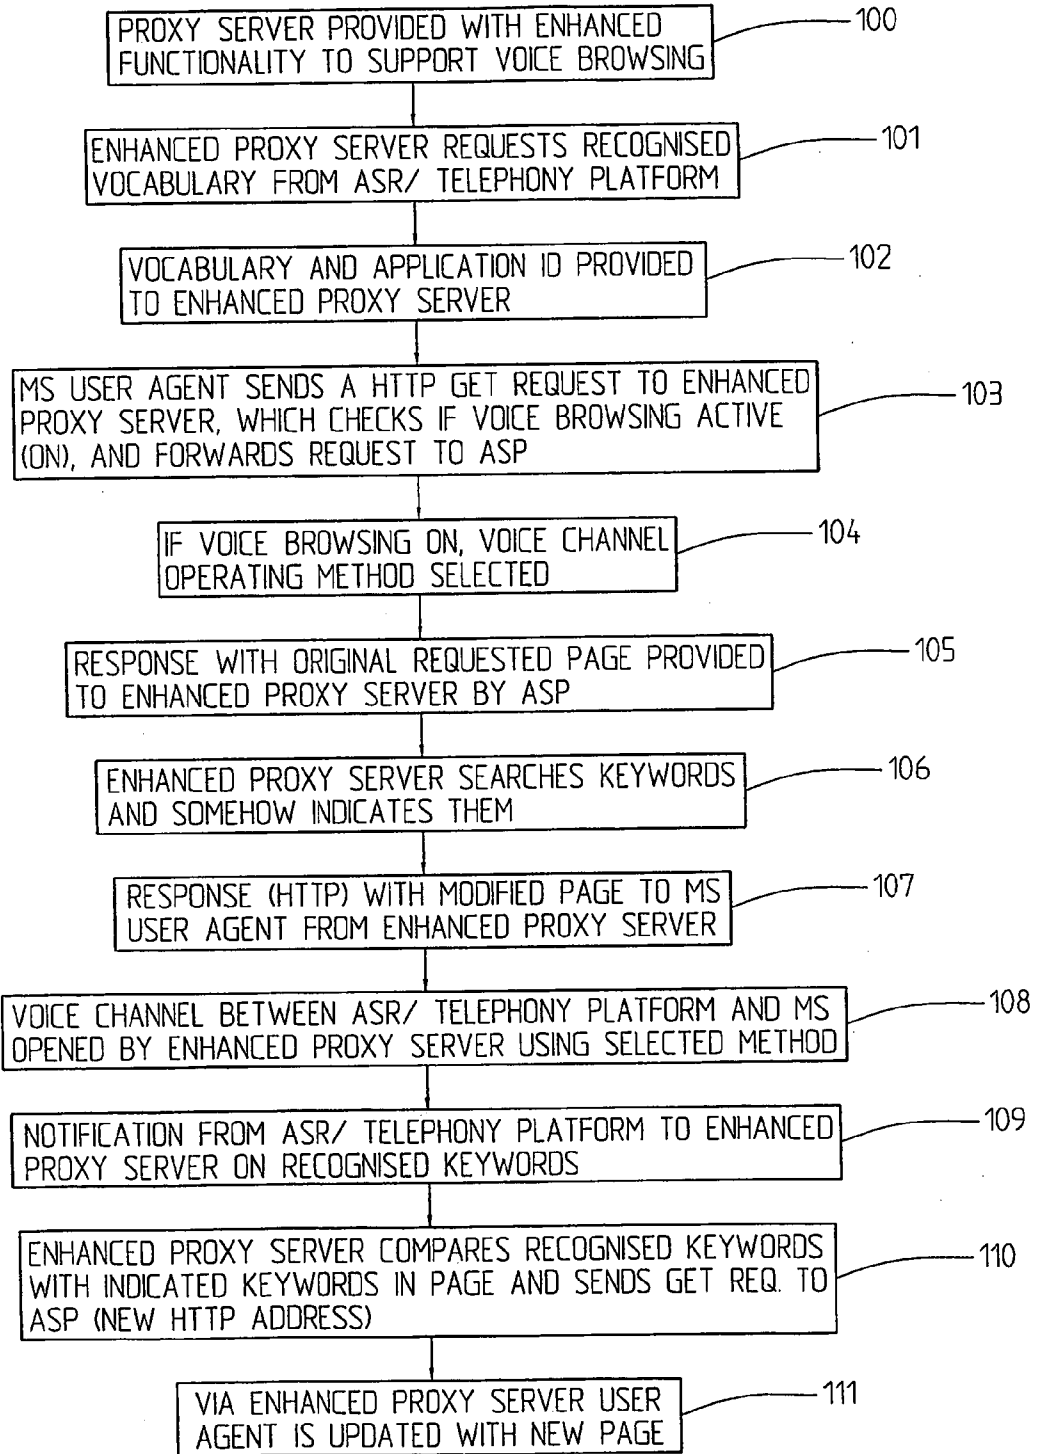 PROXY SERVER PROVIDED WITH ENHANCED
FUNCTIONALITY TO SUPPORT VOICE BROWSING
100
ENHANCED PROXY SERVER REQUESTS RECOGNISED
VOCABULARY FROM ASR/ TELEPHONY PLATFORM
101
VOCABULARY AND APPLICATION ID PROVIDED
TO ENHANCED PROXY SERVER
102
MS USER AGENT SENDS A HTTP GET REQUEST TO ENHANCED
PROXY SERVER, WHICH CHECKS IF VOICE BROWSING ACTIVE
(ON), AND FORWARDS REQUEST TO ASP
103
IF VOICE BROWSING ON, VOICE CHANNEL
OPERATING METHOD SELECTED
104
RESPONSE WITH ORIGINAL REQUESTED PAGE PROVIDED
TO ENHANCED PROXY SERVER BY ASP
105
ENHANCED PROXY SERVER SEARCHES KEYWORDS
AND SOMEHOW INDICATES THEM
106
RESPONSE (HTTP) WITH MODIFIED PAGE TO MS
USER AGENT FROM ENHANCED PROXY SERVER
107
VOICE CHANNEL BETWEEN ASR/ TELEPHONY PLATFORM AND MS
OPENED BY ENHANCED PROXY SERVER USING SELECTED METHOD
108
NOTIFICATION FROM ASR/ TELEPHONY PLATFORM TO ENHANCED
PROXY SERVER ON RECOGNISED KEYWORDS
109
ENHANCED PROXY SERVER COMPARES RECOGNISED KEYWORDS
WITH INDICATED KEYWORDS IN PAGE AND SENDS GET REQ. TO
ASP (NEW HTTP ADDRESS)
110
VIA ENHANCED PROXY SERVER USER
AGENT IS UPDATED WITH NEW PAGE
111